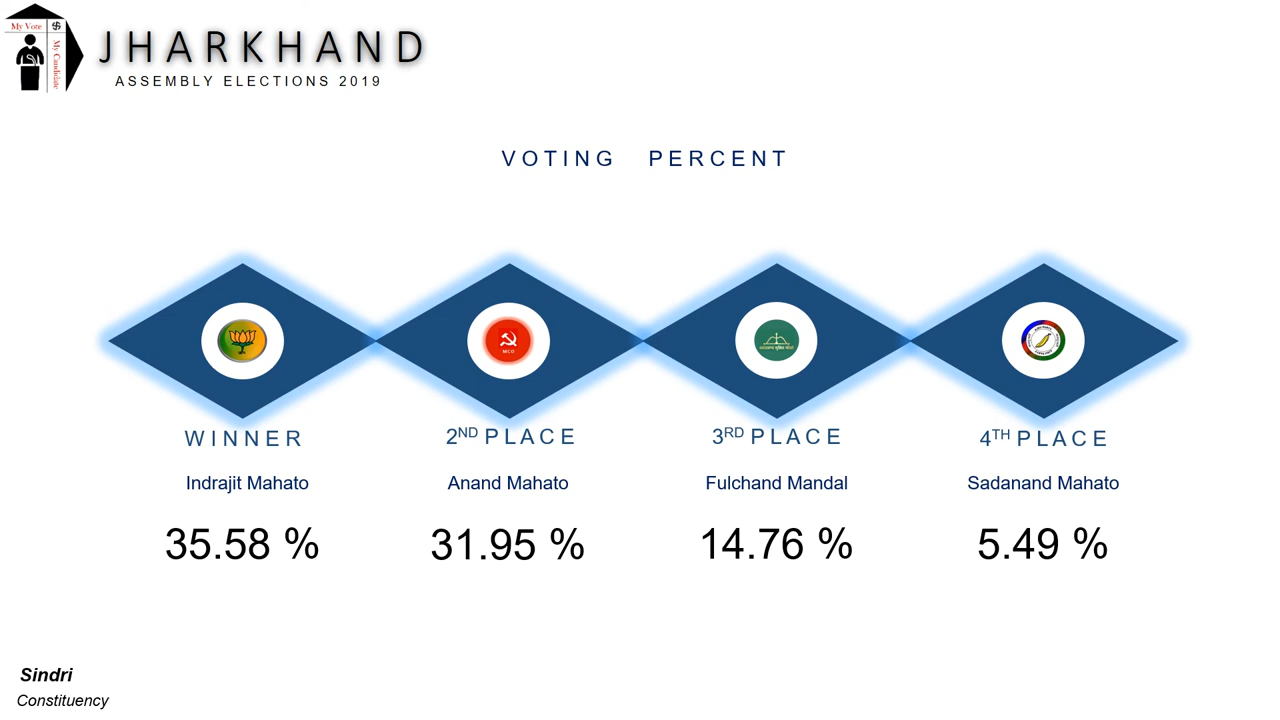 My Vote
My Candidate
JHARKHAND
ASSEMBLY ELECTIONS 2019
VOTING PERCENT
MCO
WINNER
2ND PLACE
3RD PLACE
4TH PLACE
Indrajit Mahato
Anand Mahato
Fulchand Mandal
Sadanand Mahato
35.58 %
31.95 %
14.76 %
5.49 %
Sindri
Constituency